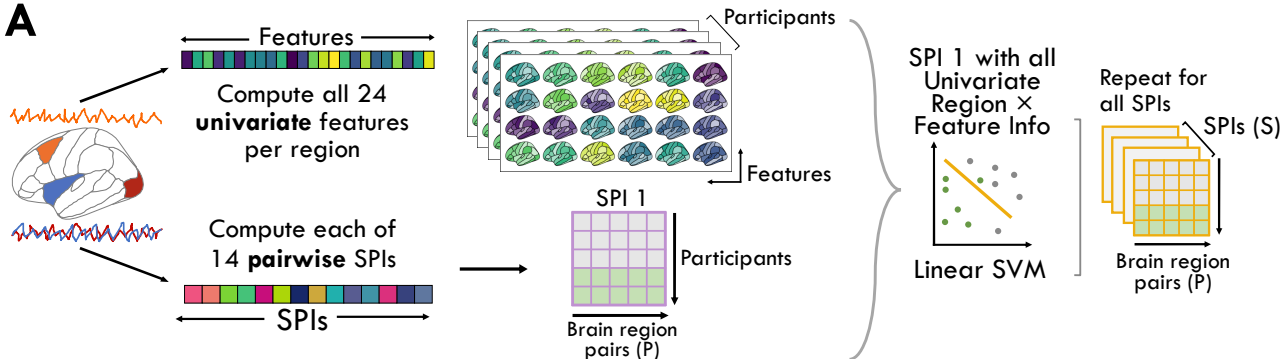 A
Features
Compute all 24
univariate features
per region
Participants
Features
Compute each of
14 pairwise SPIs
SPIs
SPI 1
Participants
Brain region
pairs (P)
SPI 1 with all
Univariate
Region ×
Feature Info
Linear SVM
Repeat for
all SPIs
SPIs (S)
Brain region
pairs (P)